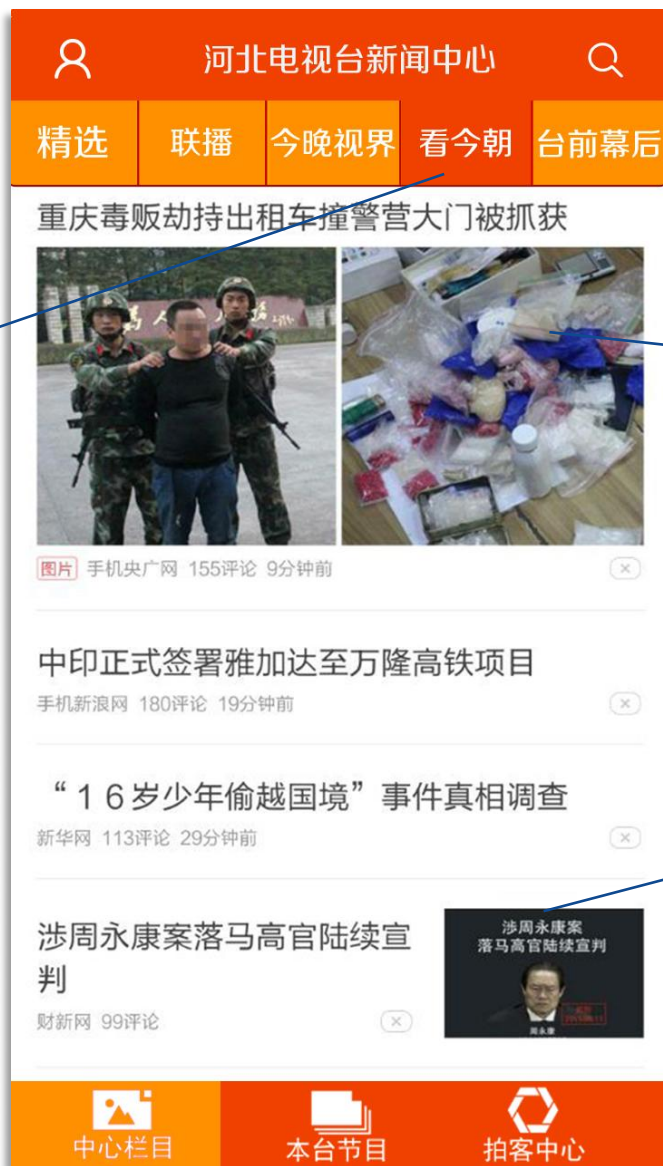 河北电视台新闻中心
精选 联播 今晚视界 看今朝 台前幕后
重庆毒贩劫持出租车撞警营大门被抓获
图片 手机央广网 155评论 9分钟前
中印正式签署雅加达至万隆高铁项目
手机新浪网 180评论 19分钟前
“１６岁少年偷越国境”事件真相调查
新华网 113评论 29分钟前
涉周永康案落马高官陆续宣
判
财新网 99评论
涉周永康案
落马高官陆续宣判
周永康
中心栏目 本台节目 拍客中心